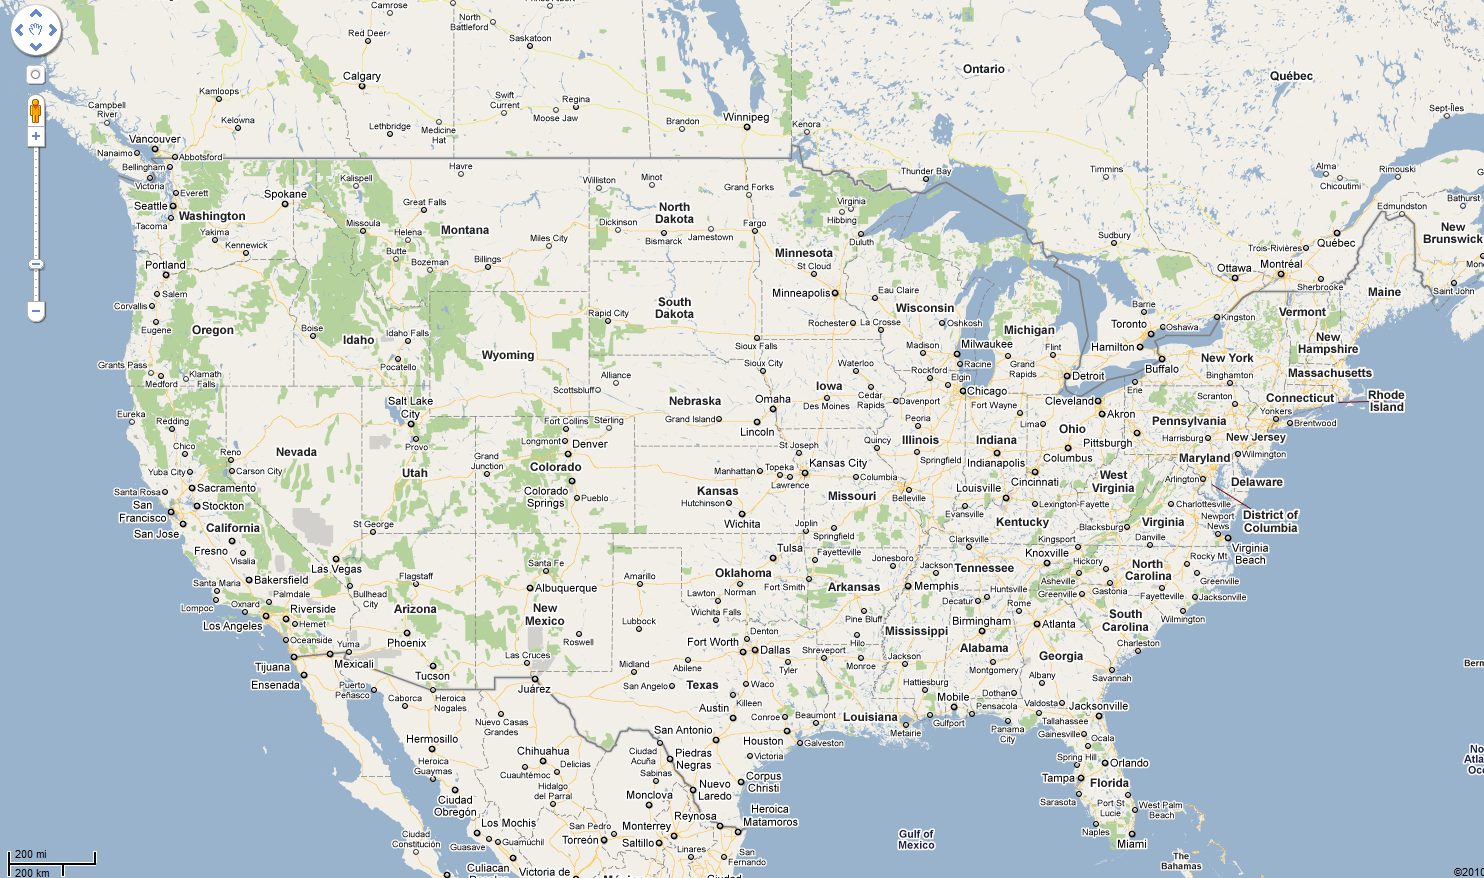 Camrose
North
Battleford
Red Deer
Saskatoon
Calgary
Ontario
Québec
Kamloops
Swift
Current
Regina
Moose Jaw
Campbell
River
Kelowna
Lethbridge
Medicine
Hat
Brandon
Winnipeg
Kenora
Sept-Îles
Vancouver
Nanaimo
Abbotsford
Bellingham
Victoria
Everett
Spokane
Kalispell
Havre
Williston
Minot
Grand Forks
Thunder Bay
Timmins
Alma
Chicoutimi
Rimouski
Edmundston
Bathurst
Seattle
Washington
Tacoma
Yakima
Kennewick
Missoula
Great Falls
Helena
Montana
Butte
Bozeman
Billings
Miles City
North
Dakota
Dickinson
Bismarck
Jamestown
Fargo
Virginia
Hibbing
Duluth
Minnesota
St Cloud
Sudbury
Trois-Rivières
Québec
New
Brunswick
Portland
Salem
Corvallis
Eugene
Oregon
Boise
Idaho
Idaho Falls
Pocatello
Wyoming
South
Dakota
Rapid City
Minneapolis
Eau Claire
Wisconsin
Rochester
La Crosse
Oshkosh
Ottawa
Montréal
Sherbrooke
Maine
Saint John
Barrie
Kingston
Vermont
New
Hampshire
Toronto
Oshawa
Hamilton
Grants Pass
Medford
Klamath
Falls
Sioux Falls
Sioux City
Madison
Milwaukee
Racine
Michigan
Grand
Rapids
Flint
Buffalo
New York
Massachusetts
Alliance
Scottsbluff
Nebraska
Grand Island
Omaha
Lincoln
Waterloo
Iowa
Des Moines
Cedar
Rapids
Davenport
Rockford
Elgin
Chicago
Detroit
Erie
Binghamton
Scranton
Connecticut
Rhode
Island
Eureka
Redding
Chico
Reno
Carson City
Yuba City
Nevada
Salt Lake
City
Provo
Utah
Fort Collins
Sterling
Longmont
Denver
Grand
Junction
Colorado
Colorado
Springs
Pueblo
St Joseph
Quincy
Peoria
Illinois
Fort Wayne
Lima
Cleveland
Akron
Ohio
Pittsburgh
Pennsylvania
Harrisburg
Yonkers
Brentwood
New Jersey
Wilmington
Sacramento
Santa Rosa
San
Francisco
Stockton
San Jose
California
Fresno
Visalia
St George
Las Vegas
Manhattan
Topeka
Lawrence
Kansas City
Columbia
Kansas
Hutchinson
Wichita
Missouri
Springfield
Belleville
Indiana
Indianapolis
Columbus
Cincinnati
Louisville
Evansville
Lexington-Fayette
Kentucky
West
Virginia
Maryland
Arlington
Delaware
District of
Columbia
Charlottesville
Virginia
Newport
News
Virginia
Beach
Blacksburg
Danville
Joplin
Springfield
Tulsa
Fayetteville
Jonesboro
Clarksville
Knoxville
Kingsport
Hickory
Rocky Mt
North
Carolina
Greenville
Santa Maria
Lompoc
Bakersfield
Palmdale
Oxnard
Los Angeles
Riverside
Hemet
Oceanside
Bullhead
City
Flagstaff
Arizona
Phoenix
Tucson
Yuma
Santa Fe
Albuquerque
New
Mexico
Roswell
Las Cruces
Amarillo
Lubbock
Oklahoma
Norman
Lawton
Fort Smith
Wichita Falls
Arkansas
Pine Bluff
Jackson
Memphis
Tennessee
Decatur
Huntsville
Rome
Asheville
Greenville
Gastonia
Fayetteville
Jacksonville
Wilmington
South
Carolina
Charleston
Mississippi
Birmingham
Atlanta
Alabama
Georgia
Savannah
Tijuana
Mexicali
Ensenada
Puerto
Peñasco
Caborca
Heroica
Nogales
Juárez
Nuevo Casas
Grandes
Midland
San Angelo
Abilene
Fort Worth
Denton
Dallas
Tyler
Shreveport
Monroe
Hilo
Jackson
Montgomery
Albany
Texas
Waco
Killeen
Austin
Conroe
Beaumont
Louisiana
Metairie
Hattiesburg
Mobile
Gulfport
Pensacola
Dothan
Valdosta
Tallahassee
Panama
City
Jacksonville
Gainesville
Ocala
San Antonio
Houston
Galveston
Victoria
Corpus
Christi
Hermosillo
Heroica
Guaymas
Chihuahua
Cuauhtémoc
Delicias
Hidalgo
del Parral
Ciudad
Acuña
Piedras
Negras
Sabinas
Nuevo
Laredo
Monclova
Spring Hill
Orlando
Tampa
Florida
Sarasota
Port St
Lucie
West Palm
Beach
Naples
Miami
Ciudad
Obregón
Los Mochis
Guasave
Guamúchil
Ciudad
Constitución
Culiacan
San Pedro
Torreón
Monterrey
Saltillo
Reynosa
Heroica
Matamoros
Linares
San
Fernando
Victoria de
Gulf of
Mexico
The
Bahamas
200 mi
200 km
©2010